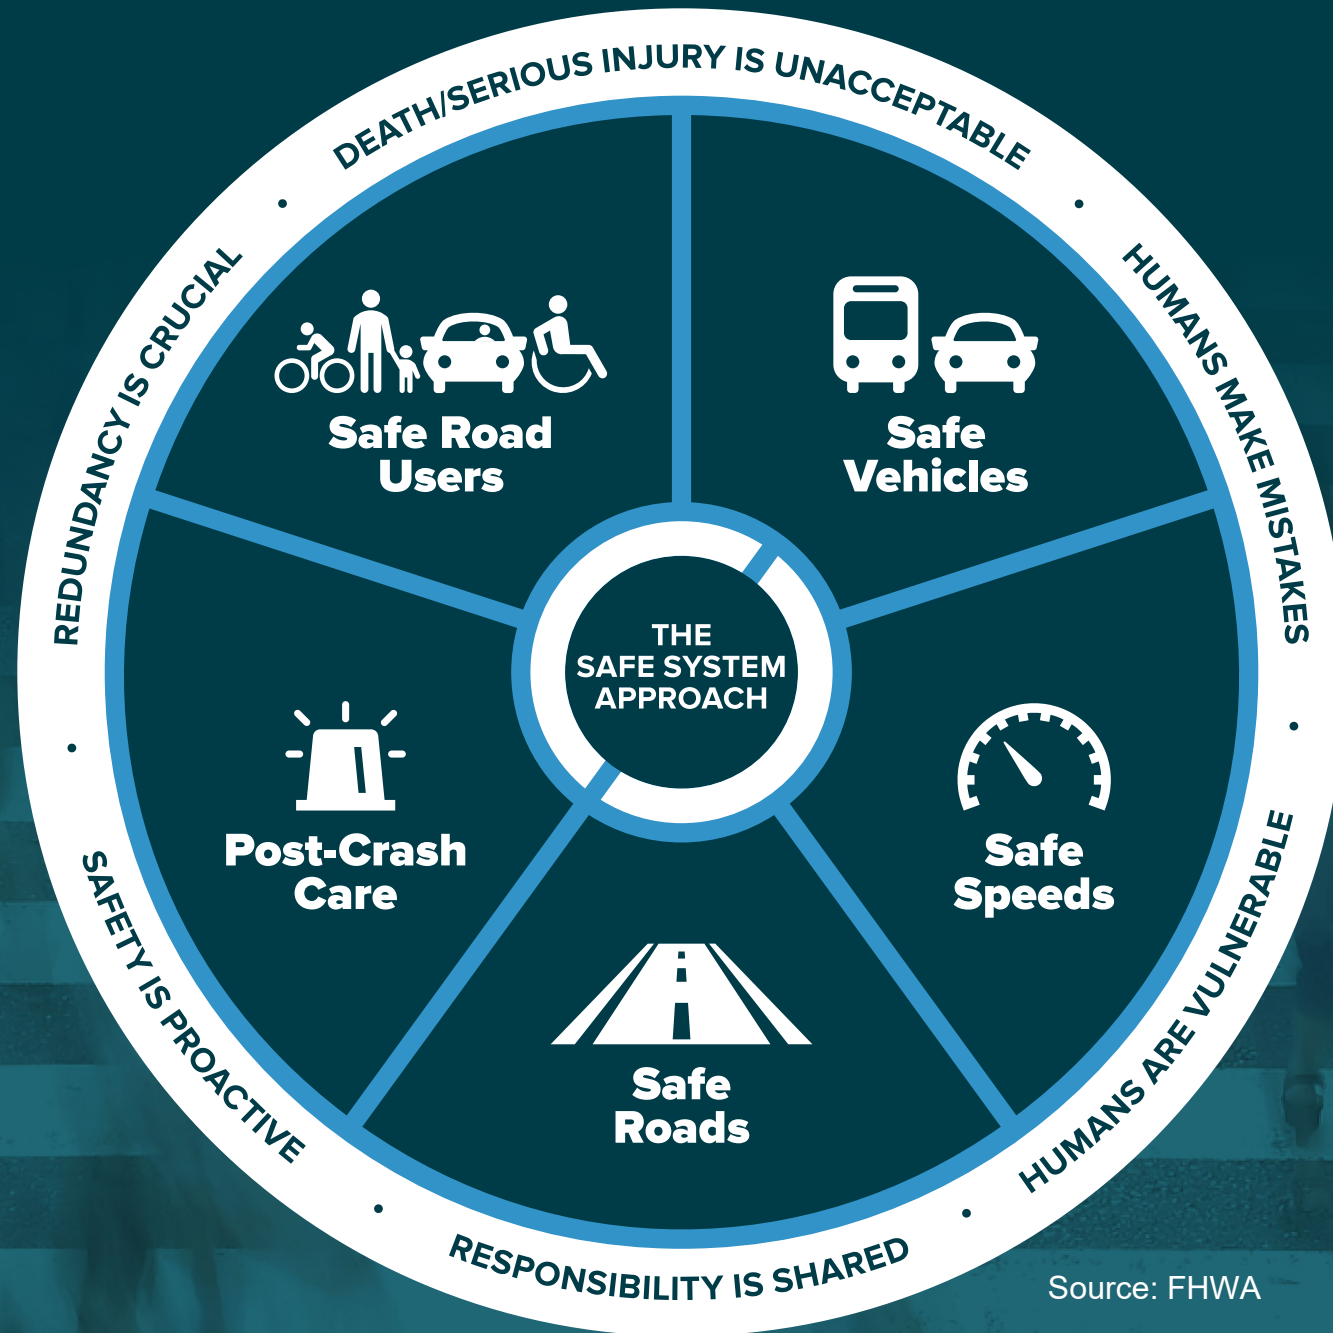 DEATH/SERIOUS INJURY IS UNACCEPTABLE
HUMANS MAKE MISTAKES
HUMANS ARE VULNERABLE
RESPONSIBILITY IS SHARED
SAFETY IS PROACTIVE
REDUNDANCY IS CRUCIAL
Safe Road
Users
Safe
Vehicles
THE
SAFE SYSTEM
APPROACH
Post-Crash
Care
Safe
Speeds
Safe
Roads
Source: FHWA